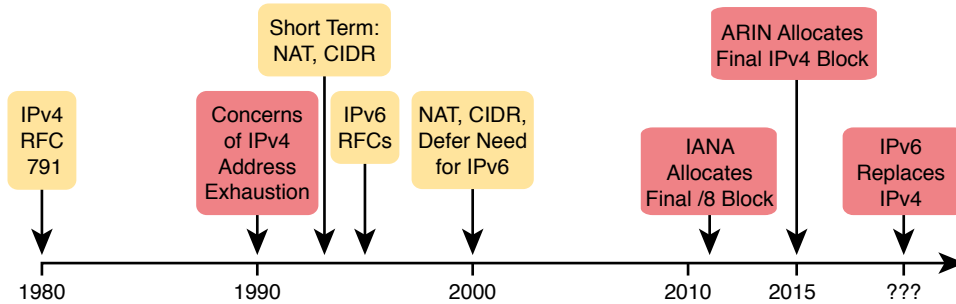 Short Term:
NAT, CIDR
ARIN Allocates
Final IPv4 Block
IPv4
RFC
791
Concerns
of IPv4
Address
Exhaustion
IPv6
RFCs
NAT, CIDR,
Defer Need
for IPv6
IANA
Allocates
Final /8 Block
IPv6
Replaces
IPv4
1980
1990
2000
2010
2015
???